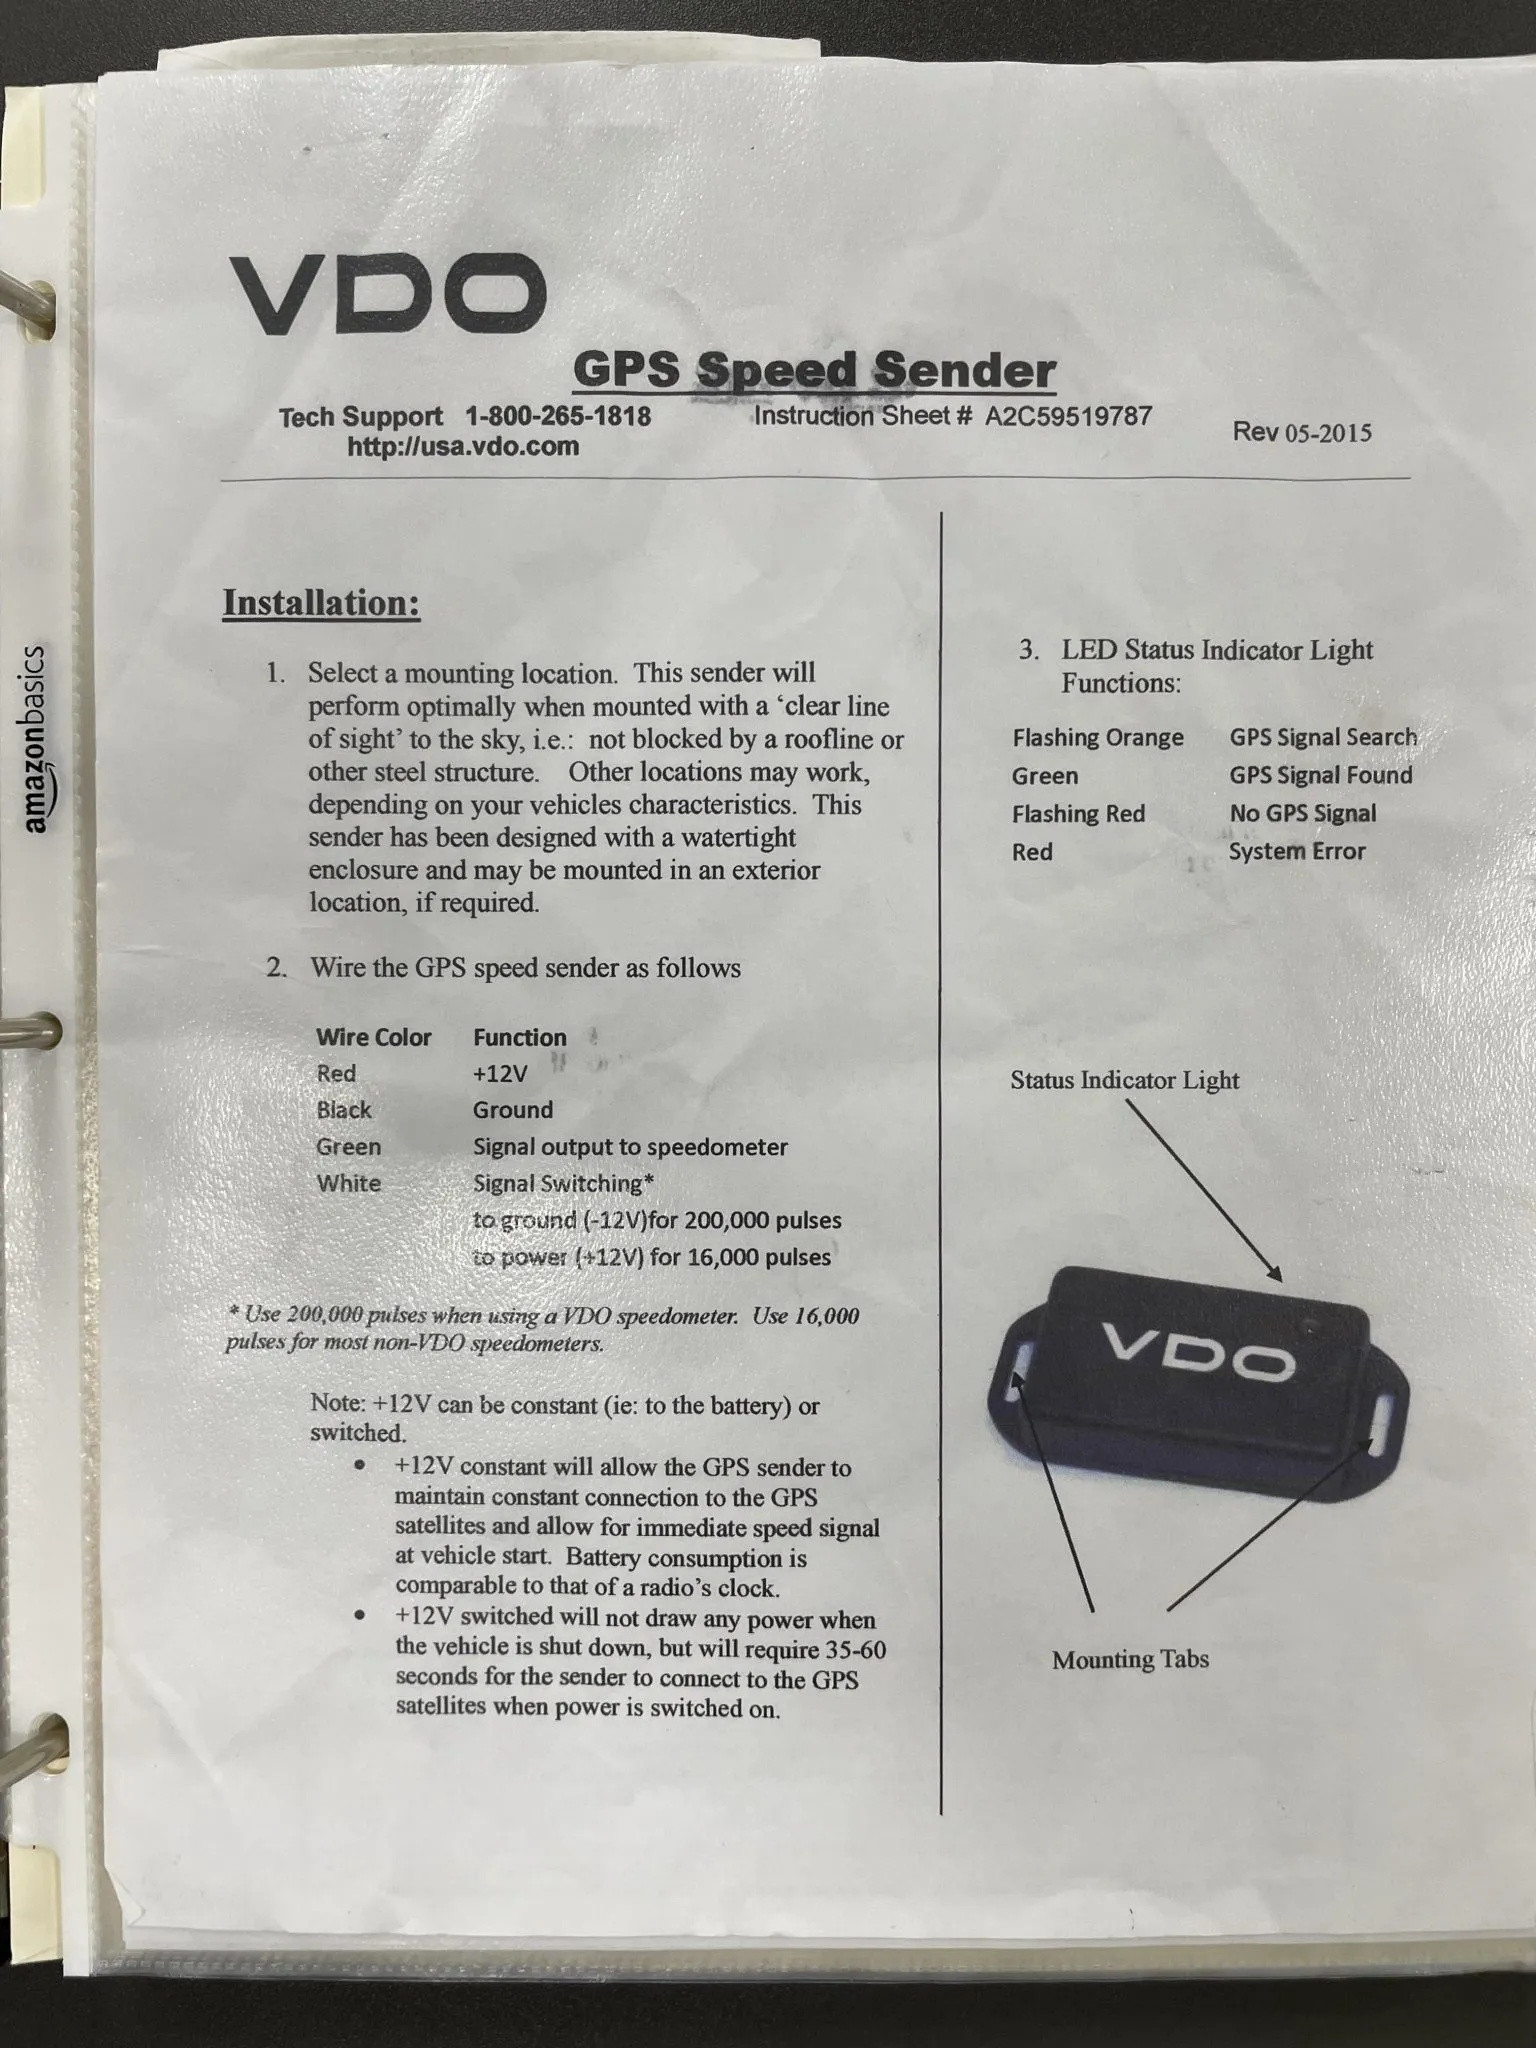 VDO
GPS Speed Sender
Tech Support 1-800-265-1818
http://usa.vdo.com
Instruction Sheet # A2C59519787
Rev 05-2015
Installation:
1. Select a mounting location. This sender will
perform optimally when mounted with a ‘clear line
of sight’ to the sky, i.e.: not blocked by a roofline or
other steel structure. Other locations may work,
depending on your vehicles characteristics. This
sender has been designed with a watertight
enclosure and may be mounted in an exterior
location, if required.
2. Wire the GPS speed sender as follows
Wire Color Function
Red +12V
Black Ground
Green Signal output to speedometer
White Signal Switching*
to ground (-12V)for 200,000 pulses
to power (+12V) for 16,000 pulses
* Use 200,000 pulses when using a VDO speedometer. Use 16,000
pulses for most non-VDO speedometers.
Note: +12V can be constant (ie: to the battery) or
switched.
• +12V constant will allow the GPS sender to
maintain constant connection to the GPS
satellites and allow for immediate speed signal
at vehicle start. Battery consumption is
comparable to that of a radio’s clock.
• +12V switched will not draw any power when
the vehicle is shut down, but will require 35-60
seconds for the sender to connect to the GPS
satellites when power is switched on.
3. LED Status Indicator Light
Functions:
Flashing Orange GPS Signal Search
Green GPS Signal Found
Flashing Red No GPS Signal
Red System Error
Status Indicator Light
VDO
Mounting Tabs
amazonbasics